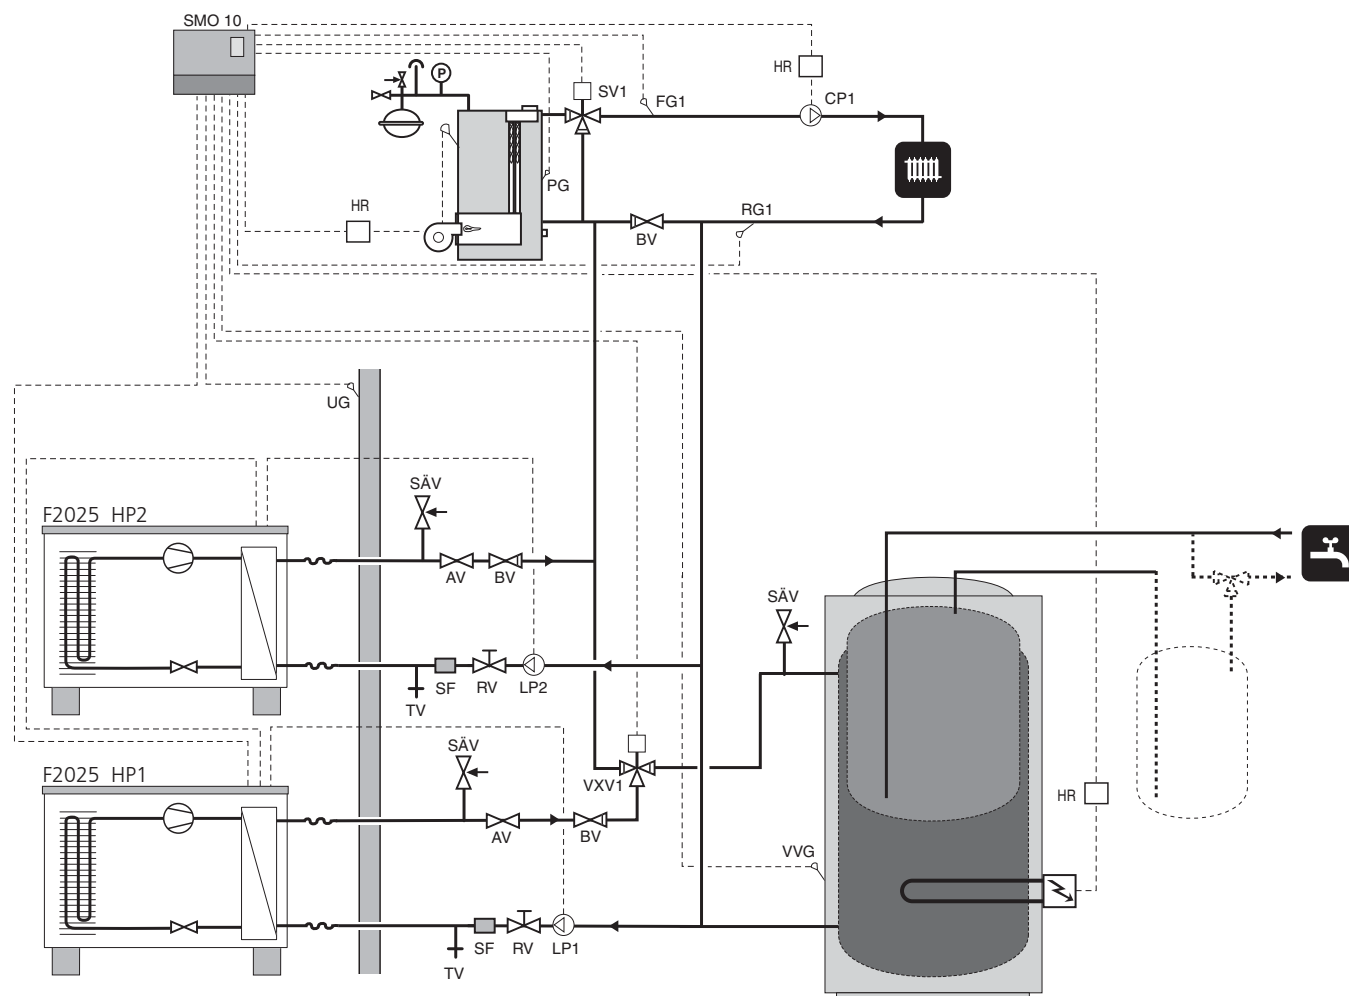 SMO 10
P
SV1
FG1
HR
CP1
PG
HR
BV
RG1
UG
SÄV
F2025 HP2
AV
BV
SÄV
SF
RV
LP2
TV
SÄV
VXV1
F2025 HP1
HR
AV
BV
VVG
SF
RV
LP1
TV